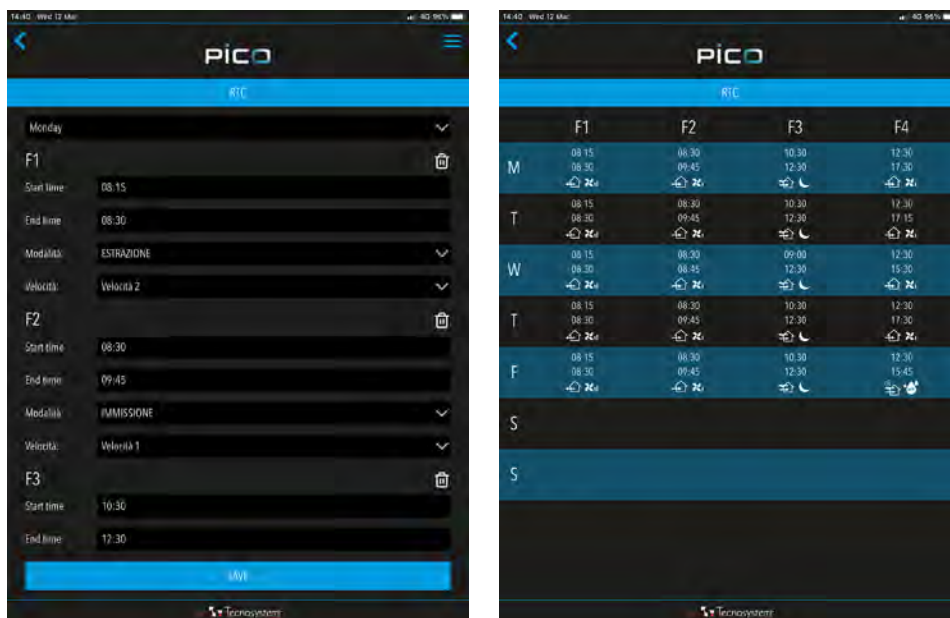 14:40 Wed 12 Mar
4G 96%
pico
RTC
Monday
F1
Start time 08:15
End time 08:30
Modalità: ESTRAZIONE
Velocità: Velocità 2
F2
Start time 08:30
End time 09:45
Modalità IMMISSIONE
Velocità: Velocità 1
F3
Start time 10:30
End time 12:30
SAVE
Tecnosystemi
14:40 Wed 12 Mar
4G 96%
pico
RTC
F1 F2 F3 F4
M
08:15 08:30 10:30 12:30
08:30 09:45 12:30 17:30
T
08:15 08:30 10:30 12:30
08:30 09:45 12:30 17:15
W
08:15 08:30 09:00 12:30
08:30 08:45 12:30 15:30
T
08:15 08:30 10:30 12:30
08:30 09:45 12:30 17:30
F
08:15 08:30 10:30 12:30
08:30 09:45 12:30 15:45
S
S
Tecnosystemi